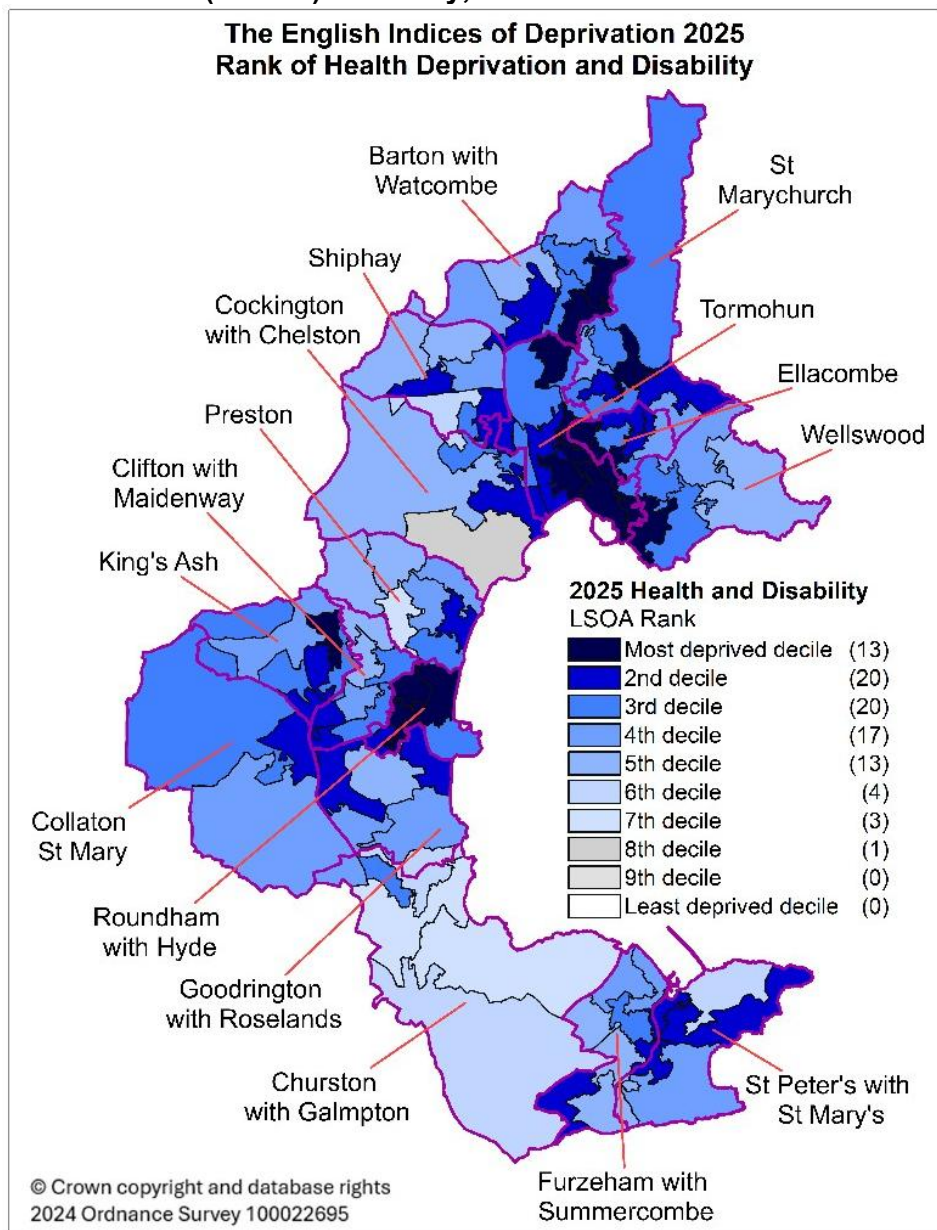 The English Indices of Deprivation 2025
Rank of Health Deprivation and Disability
Barton with
Watcombe
St
Marychurch
Shiphay
Cockington
with Chelston
Tormohun
Ellacombe
Preston
Wellswood
Clifton with
Maidenway
King's Ash
2025 Health and Disability
LSOA Rank
Most deprived decile (13)
2nd decile (20)
3rd decile (20)
4th decile (17)
5th decile (13)
6th decile (4)
7th decile (3)
8th decile (1)
9th decile (0)
Least deprived decile (0)
Collaton
St Mary
Roundham
with Hyde
Goodrington
with Roselands
Churston
with Galmpton
St Peter's with
St Mary's
Furzeham with
Summercombe
© Crown copyright and database rights
2024 Ordnance Survey 100022695